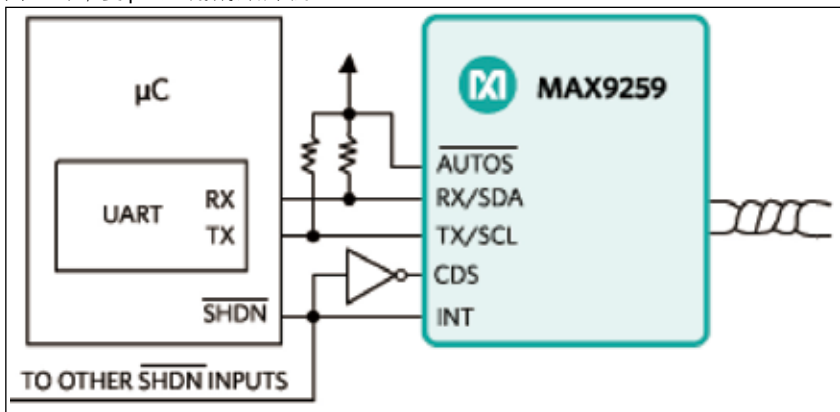 μC
MAX9259
UART
RX
TX
SHDN
AUTOS
RX/SDA
TX/SCL
CDS
INT
TO OTHER SHDN INPUTS